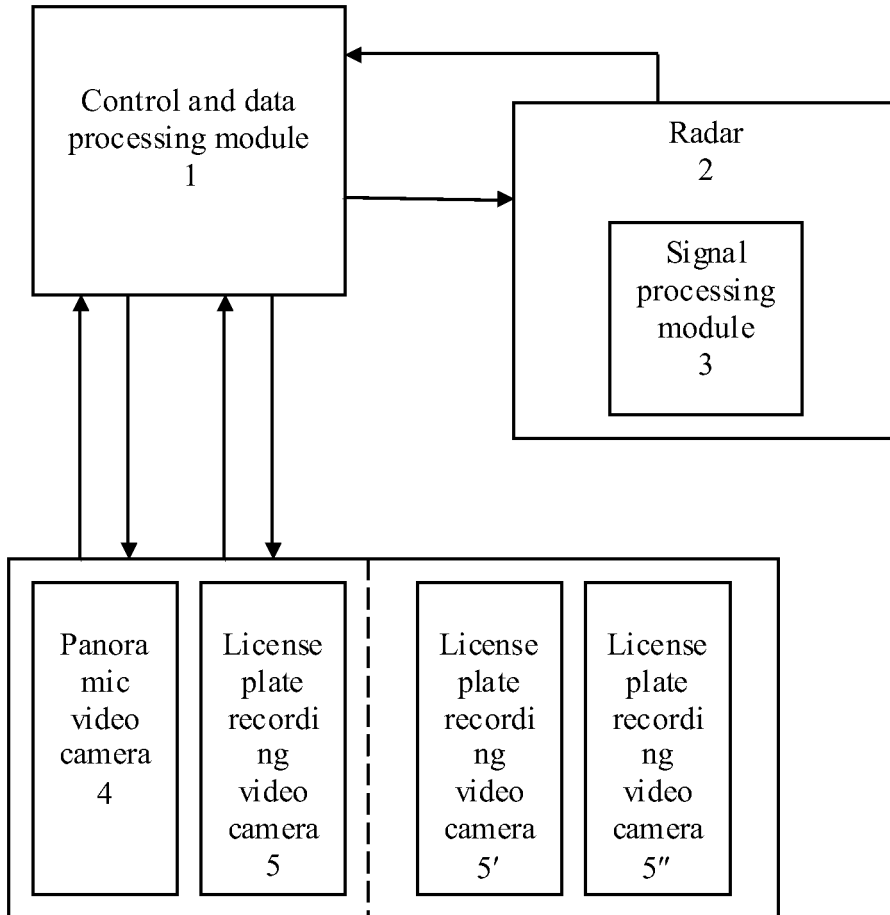 Control and data
processing module
1
Radar
2
Signal
processing
module
3
Panora
mic
video
camera
4
License
plate
recordi
ng
video
camera
5
License
plate
recordi
ng
video
camera
5′
License
plate
recordi
ng
video
camera
5″